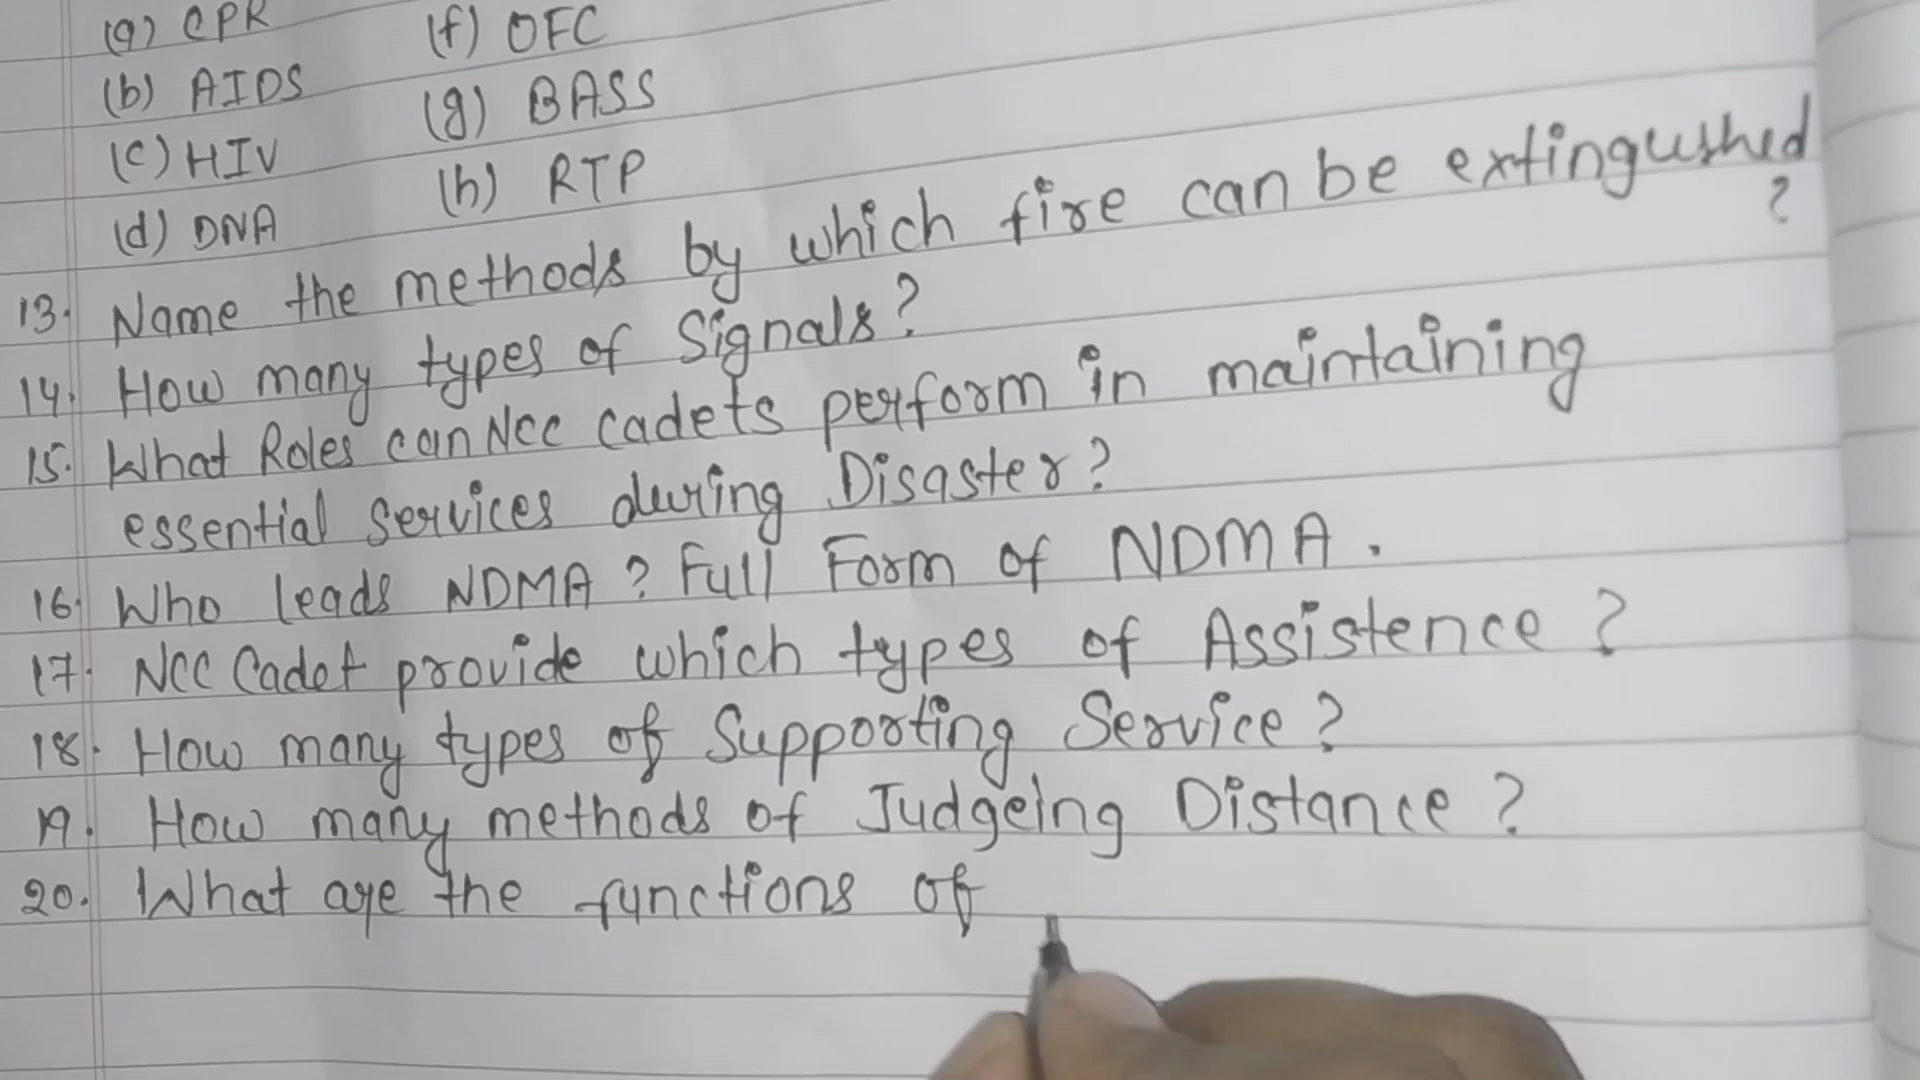 (a) CPR (f) OFC
(b) AIDS (g) BASS
(c) HIV (h) RTP
(d) DNA
13. Name the methods by which fire can be extingushed
?
14. How many types of Signals?
15. What Roles can Ncc cadets perform in maintaining
essential services during Disaster?
16. Who leads NDMA? Full Form of NDMA.
17. NCC Cadet provide which types of Assistence?
18. How many types of Supporting Service?
19. How many methods of Judgeing Distance?
20. What are the functions of